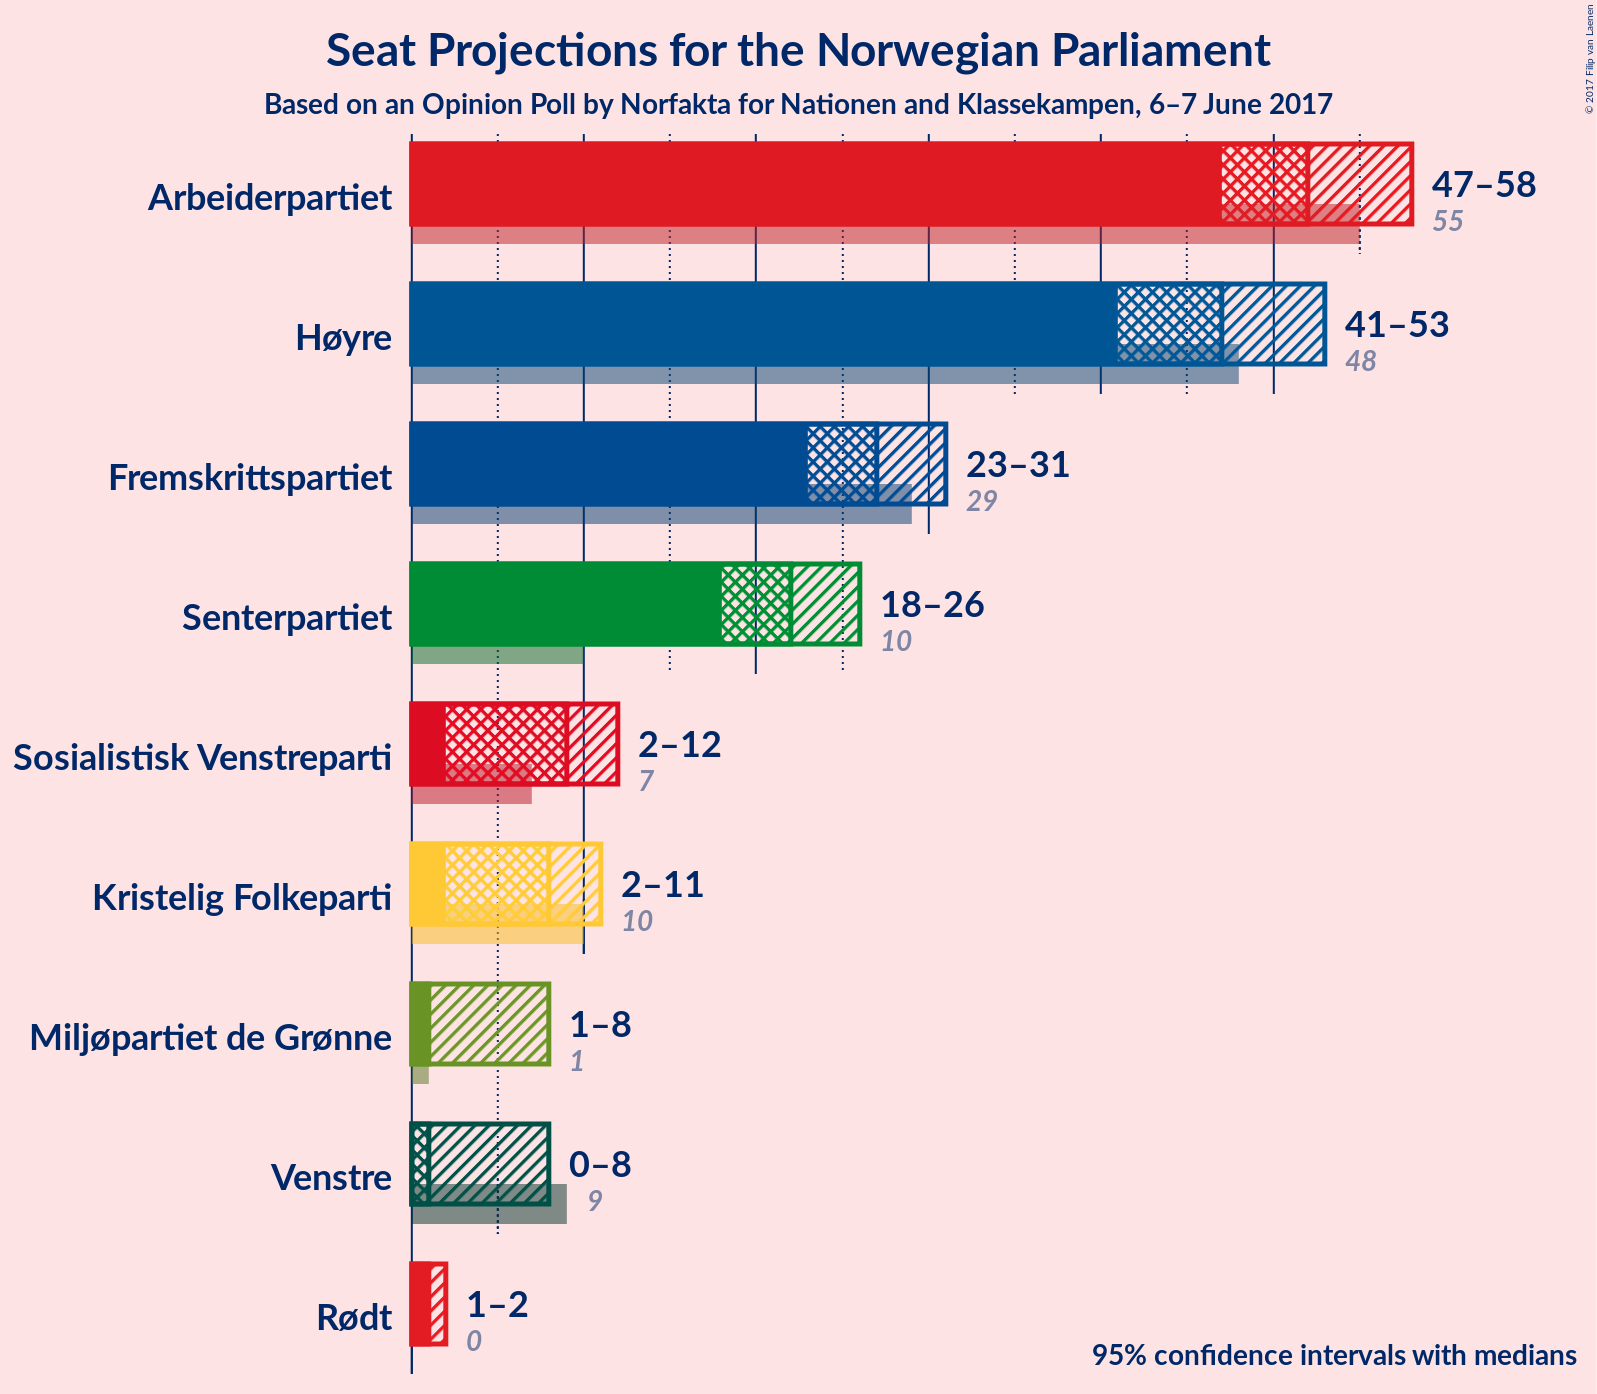 Seat Projections for the Norwegian Parliament
Based on an Opinion Poll by Norfakta for Nationen and Klassekampen, 6–7 June 2017
© 2017 Filip van Laenen
Arbeiderpartiet
47–58
55
Høyre
41–53
48
Fremskrittspartiet
23–31
29
Senterpartiet
18–26
10
Sosialistisk Venstreparti
2–12
7
Kristelig Folkeparti
2–11
10
Miljøpartiet de Grønne
1–8
1
Venstre
0–8
9
Rødt
1–2
0
95% confidence intervals with medians